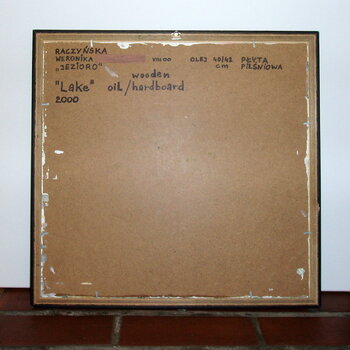 RACZYŃSKA
WERONIKA VIII.00 OLEJ 40/42 PŁYTA
"JEZIORO" cm PILŚNIOWA
wooden
"Lake" oil/hardboard
2000